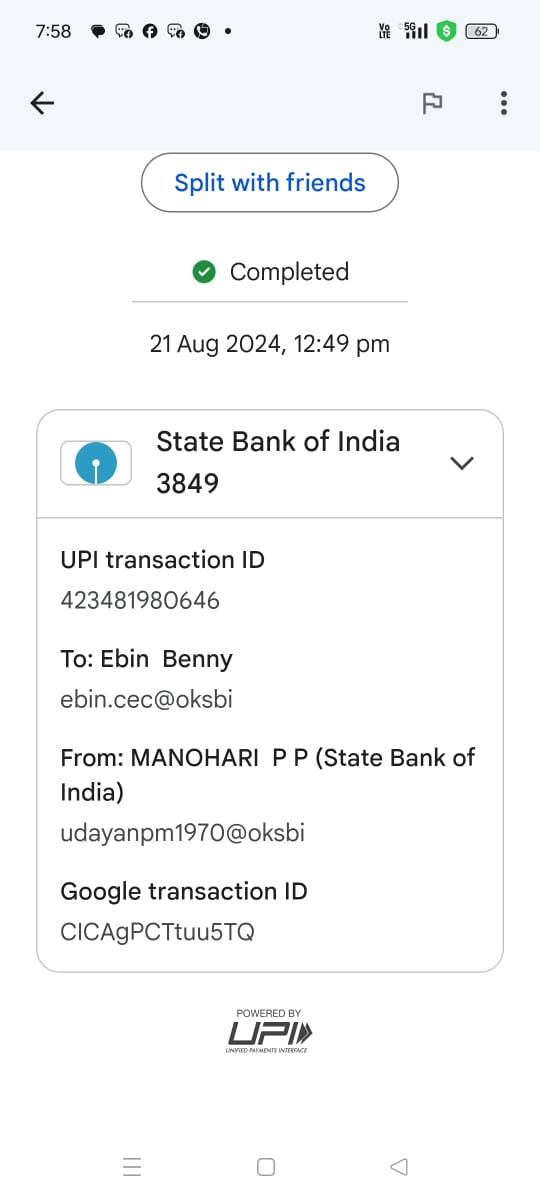 7:58
Vo LTE 5G 62
Split with friends
Completed
21 Aug 2024, 12:49 pm
State Bank of India
3849
UPI transaction ID
423481980646
To: Ebin Benny
ebin.cec@oksbi
From: MANOHARI P P (State Bank of
India)
udayanpm1970@oksbi
Google transaction ID
CICAgPCTtuu5TQ
POWERED BY
UPI
UNIFIED PAYMENTS INTERFACE